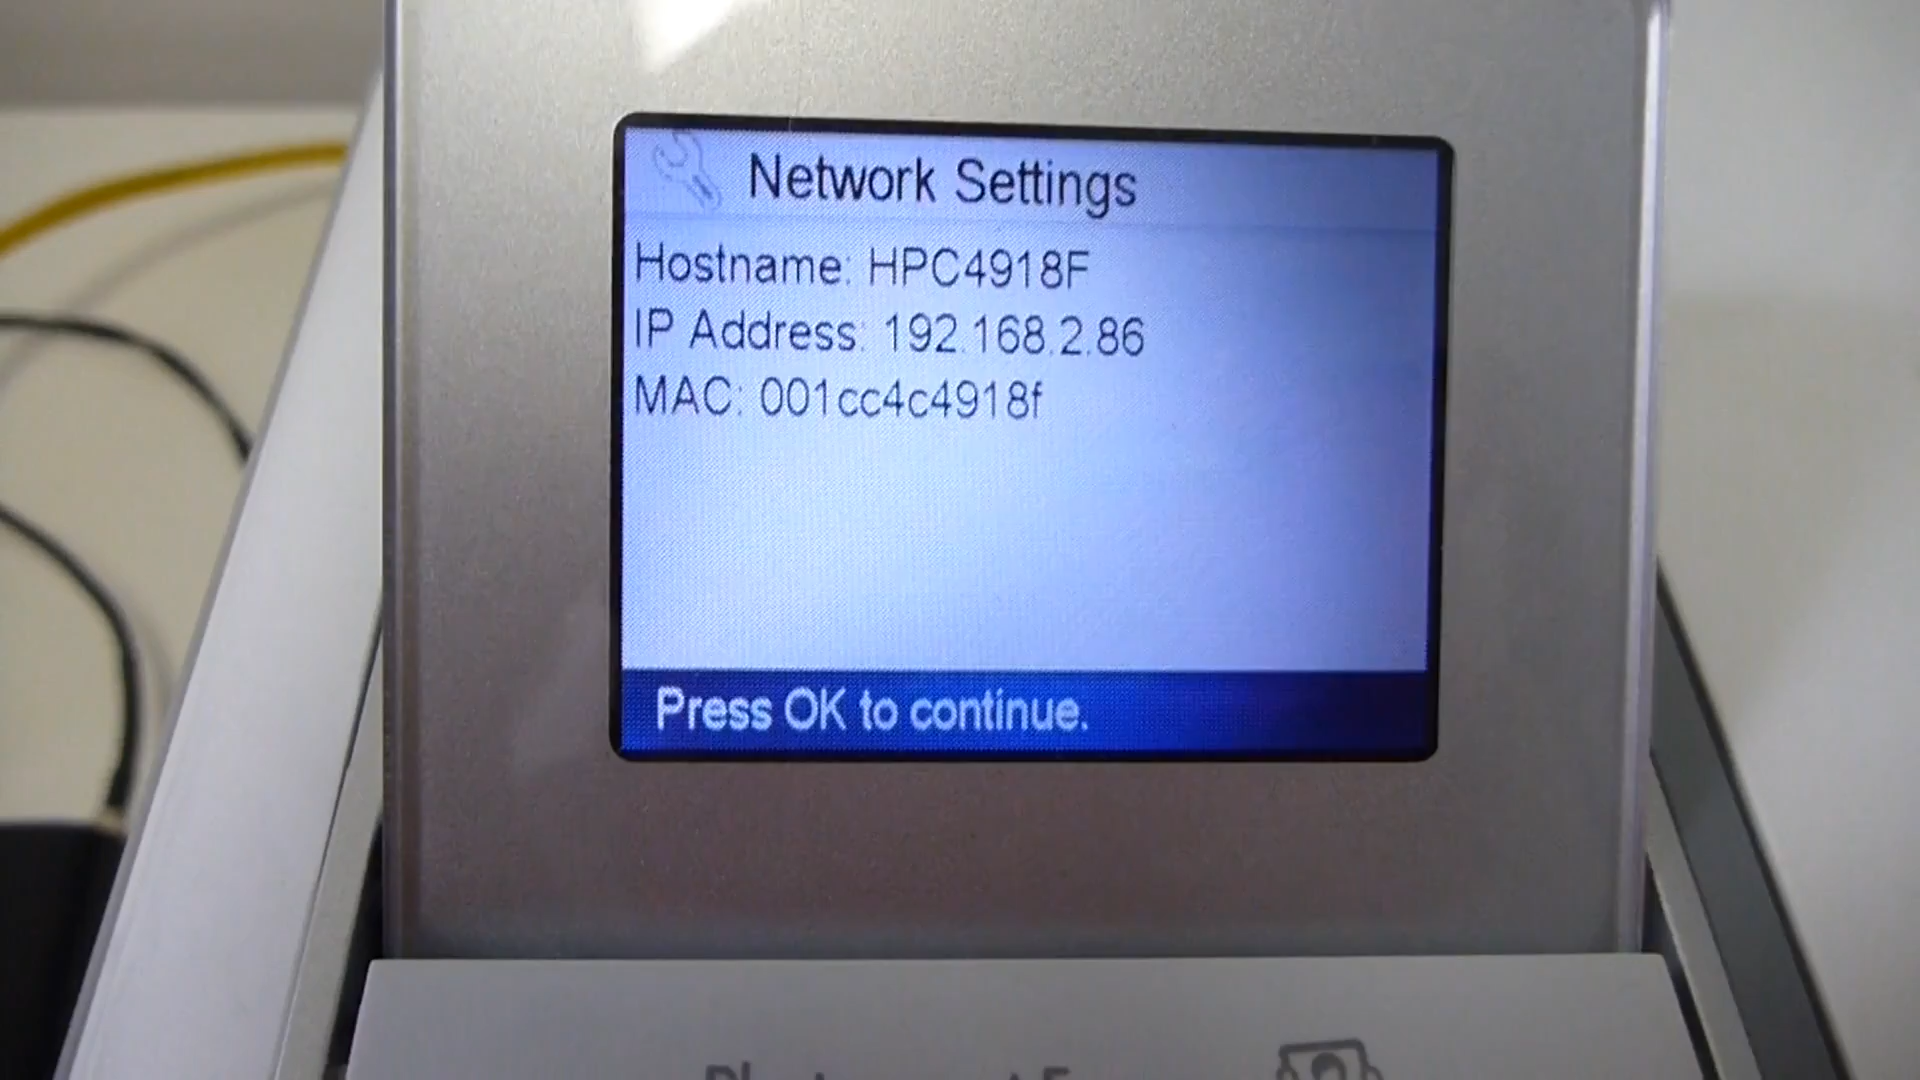 Network Settings
Hostname: HPC4918F
IP Address: 192.168.2.86
MAC: 001cc4c4918f
Press OK to continue.